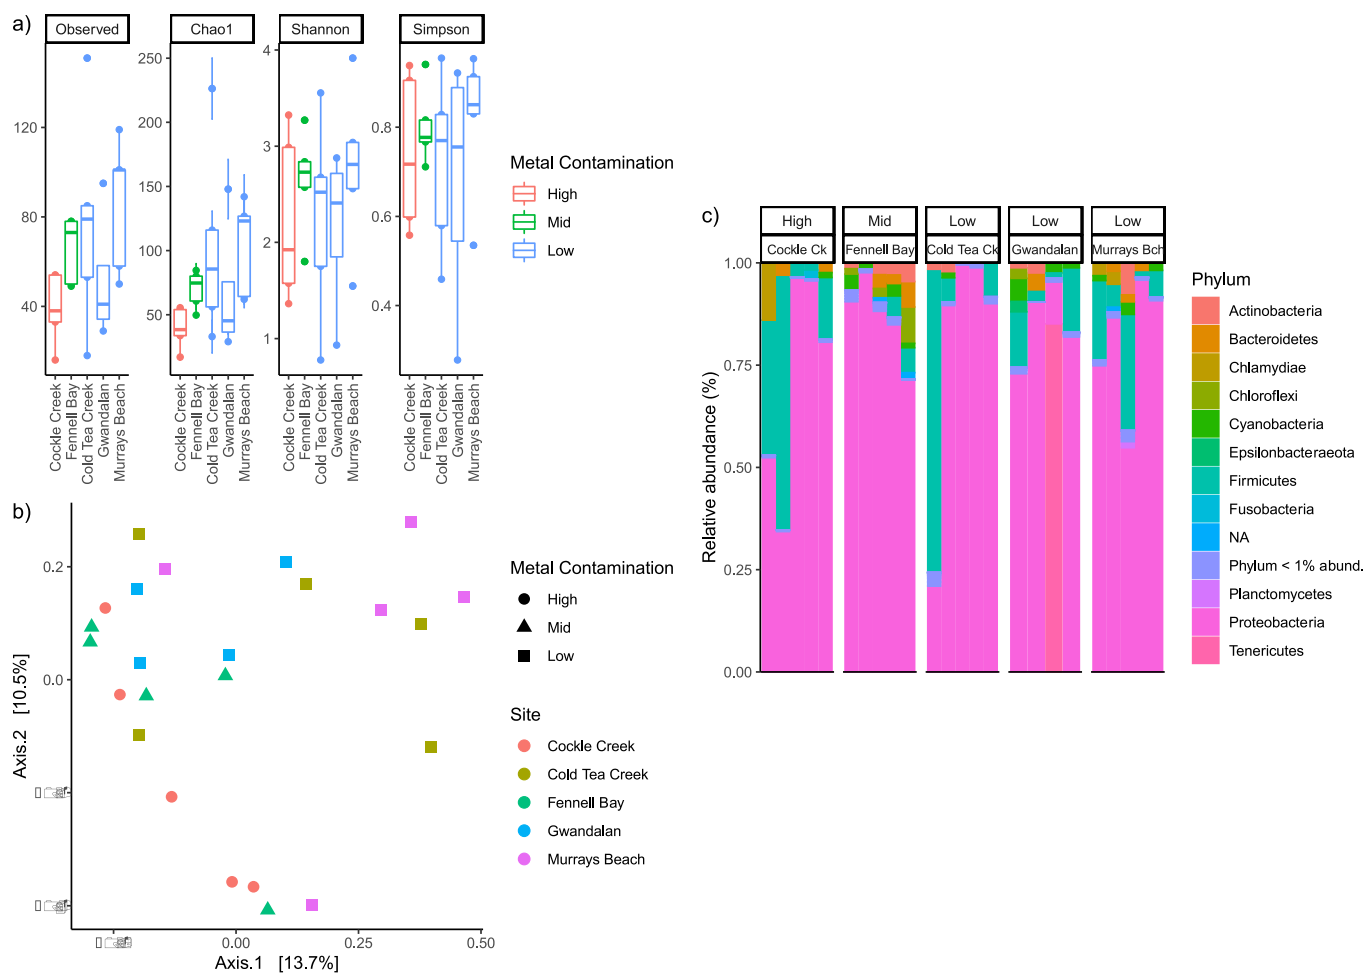 a)
Observed
Chao1
Shannon
Simpson
120
80
40
250
200
150
100
50
4
3
2
1
0.8
0.6
0.4
Cockle Creek
Fennell Bay
Cold Tea Creek
Gwandalan
Murrays Beach
Cockle Creek
Fennell Bay
Cold Tea Creek
Gwandalan
Murrays Beach
Cockle Creek
Fennell Bay
Cold Tea Creek
Gwandalan
Murrays Beach
Cockle Creek
Fennell Bay
Cold Tea Creek
Gwandalan
Murrays Beach
Metal Contamination
High
Mid
Low
b)
0.2
0.0
Axis.2 [10.5%]
0.00
0.25
0.50
Axis.1 [13.7%]
Metal Contamination
High
Mid
Low
Site
Cockle Creek
Cold Tea Creek
Fennell Bay
Gwandalan
Murrays Beach
c)
High
Mid
Low
Low
Low
Cockle Ck
Fennell Bay
Cold Tea Ck
Gwandalan
Murrays Bch
1.00
0.75
0.50
0.25
0.00
Relative abundance (%)
Phylum
Actinobacteria
Bacteroidetes
Chlamydiae
Chloroflexi
Cyanobacteria
Epsilonbacteraeota
Firmicutes
Fusobacteria
NA
Phylum < 1% abund.
Planctomycetes
Proteobacteria
Tenericutes